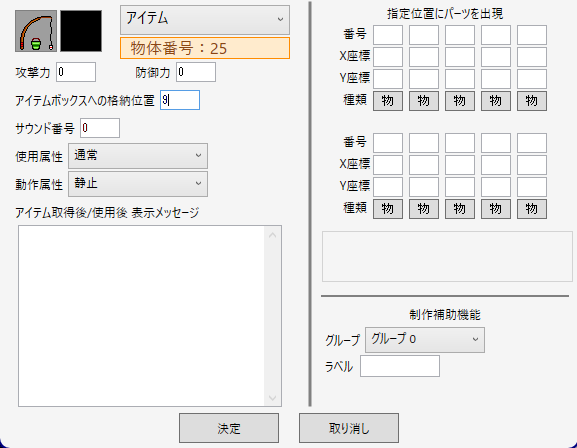 アイテム
物体番号：25
攻撃力 0 防御力 0
アイテムボックスへの格納位置 9
サウンド番号 0
使用属性 通常
動作属性 静止
アイテム取得後/使用後 表示メッセージ
指定位置にパーツを出現
番号
X座標
Y座標
種類 物 物 物 物 物
番号
X座標
Y座標
種類 物 物 物 物 物
制作補助機能
グループ グループ 0
ラベル
決定 取り消し